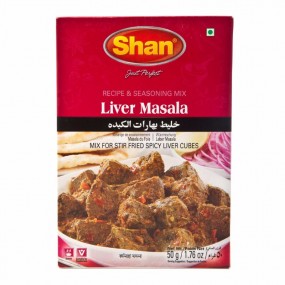 Shan
Just Perfect
RECIPE & SEASONING MIX
Liver Masala
خليط بهارات الكبده
MIX FOR STIR FRIED SPICY LIVER CUBES
50 g / 1.76 oz